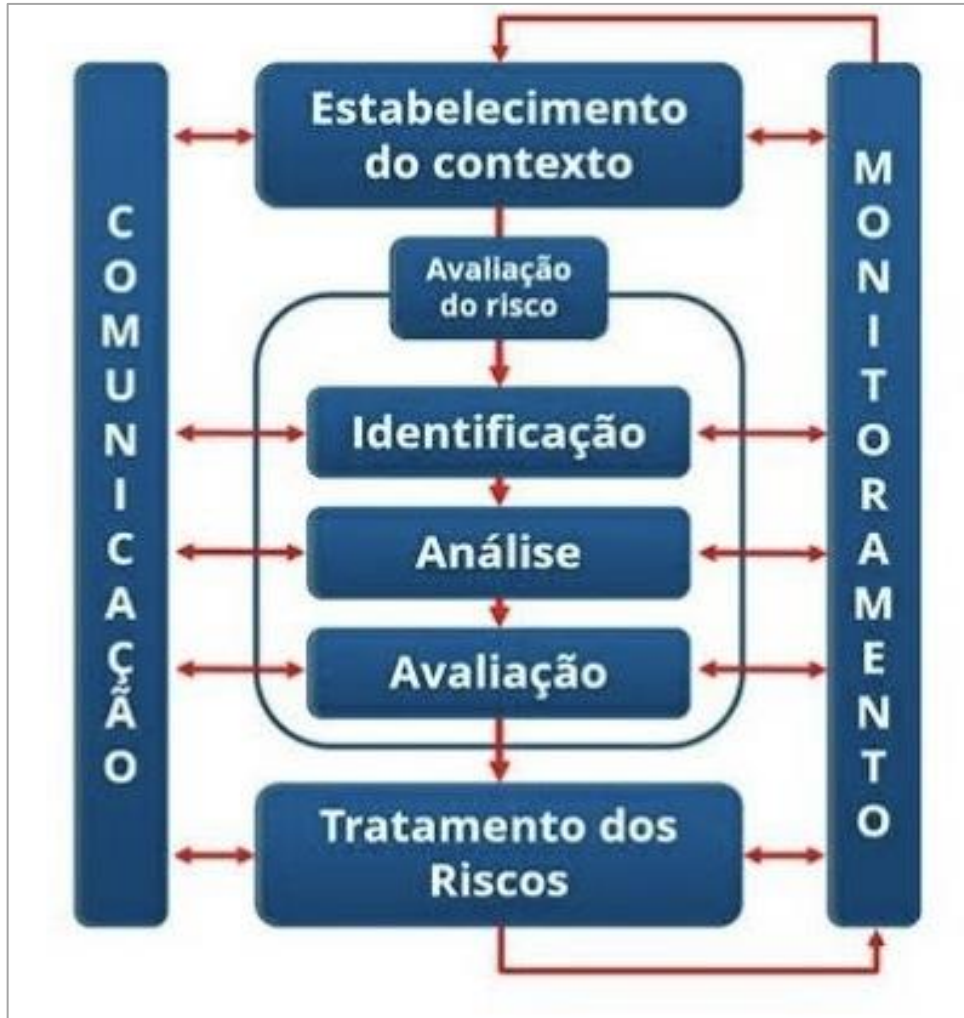 Estabelecimento
do contexto
Avaliação
do risco
Identificação
Análise
Avaliação
Tratamento dos
Riscos
COMUNICAÇÃO
MONITORAMENTO